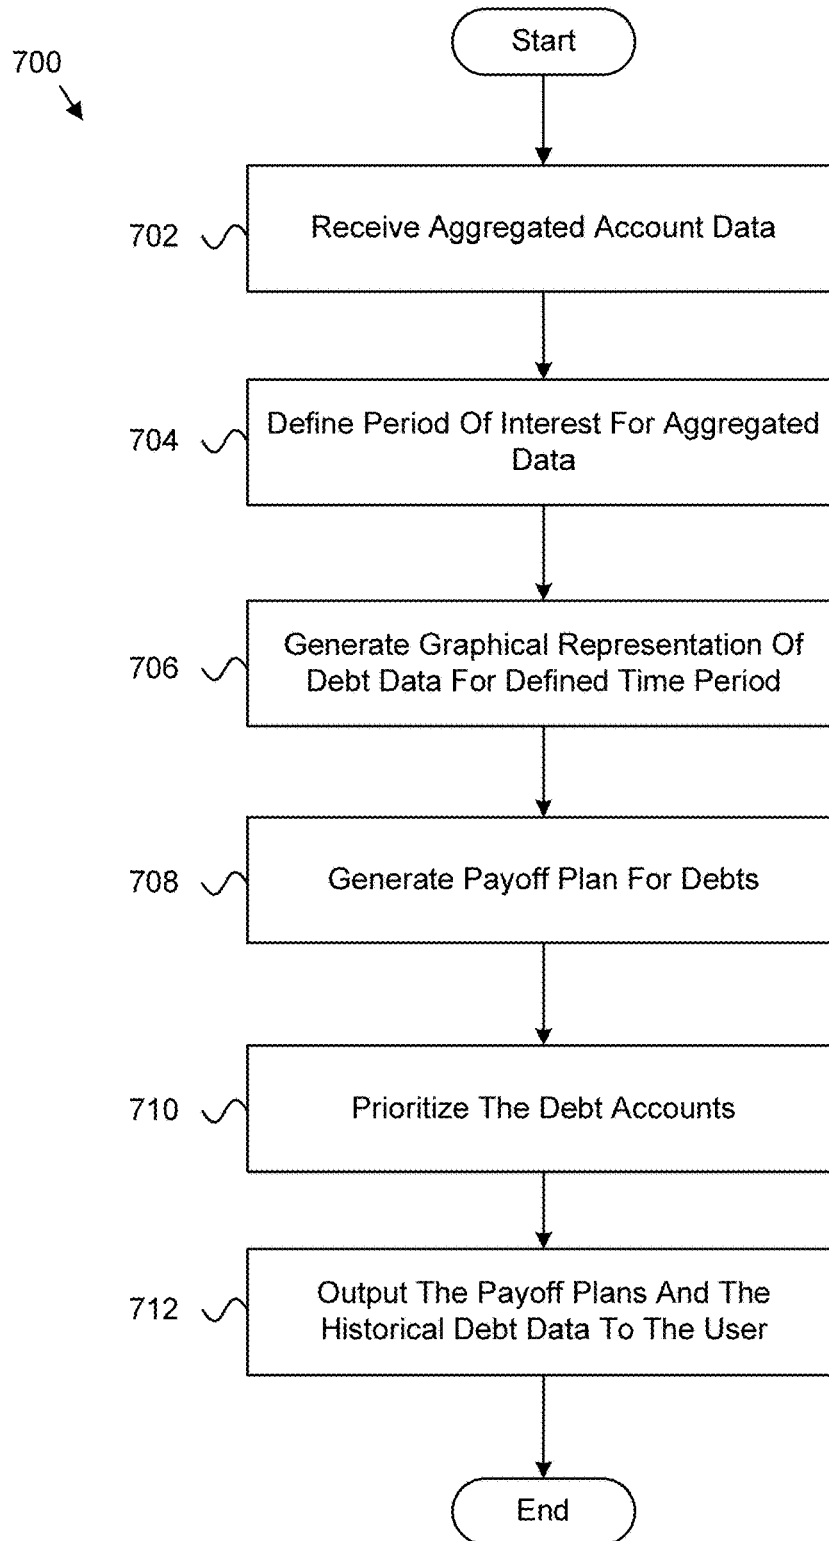 Start
700
702
Receive Aggregated Account Data
704
Define Period Of Interest For Aggregated
Data
706
Generate Graphical Representation Of
Debt Data For Defined Time Period
708
Generate Payoff Plan For Debts
710
Prioritize The Debt Accounts
712
Output The Payoff Plans And The
Historical Debt Data To The User
End